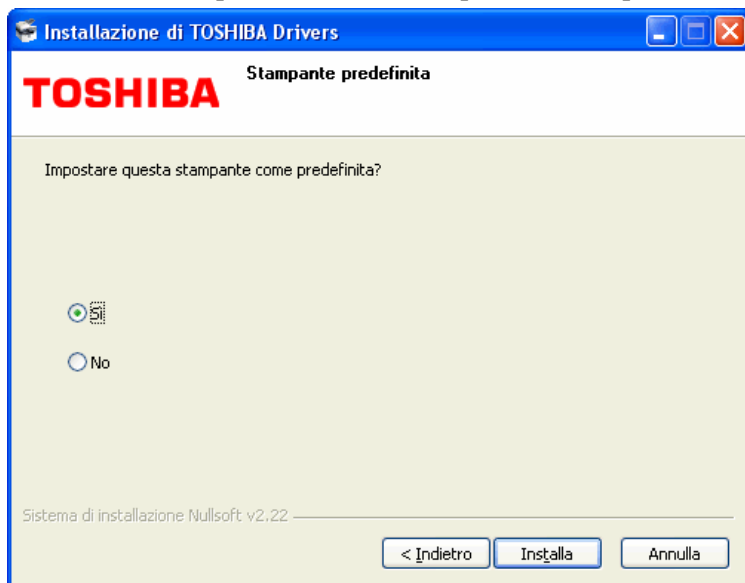 Installazione di TOSHIBA Drivers
TOSHIBA
Stampante predefinita
Impostare questa stampante come predefinita?
Sì
No
Sistema di installazione Nullsoft v2.22
< Indietro
Installa
Annulla